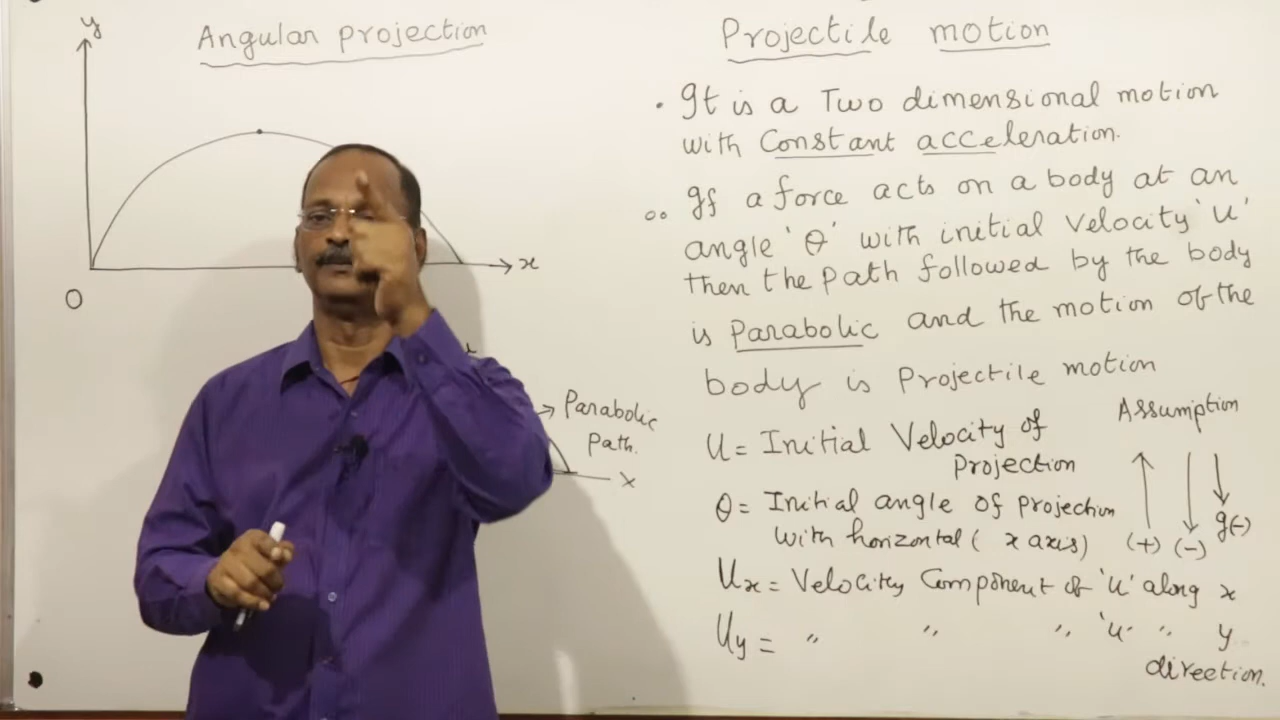 y
Angular projection
x
O
Parabolic
Path.
x
Projectile motion
. It is a Two dimensional motion
with Constant acceleration.
oo If a force acts on a body at an
angle 'θ' with initial velocity 'u'
then the path followed by the body
is Parabolic and the motion of the
body is Projectile motion
Assumption
U = Initial Velocity of
Projection
θ = Initial angle of projection
with horizontal ( x axis)
(+) (-) g(-)
Ux = Velocity Component of 'u' along x
Uy = " " " 'u' " y
direction.